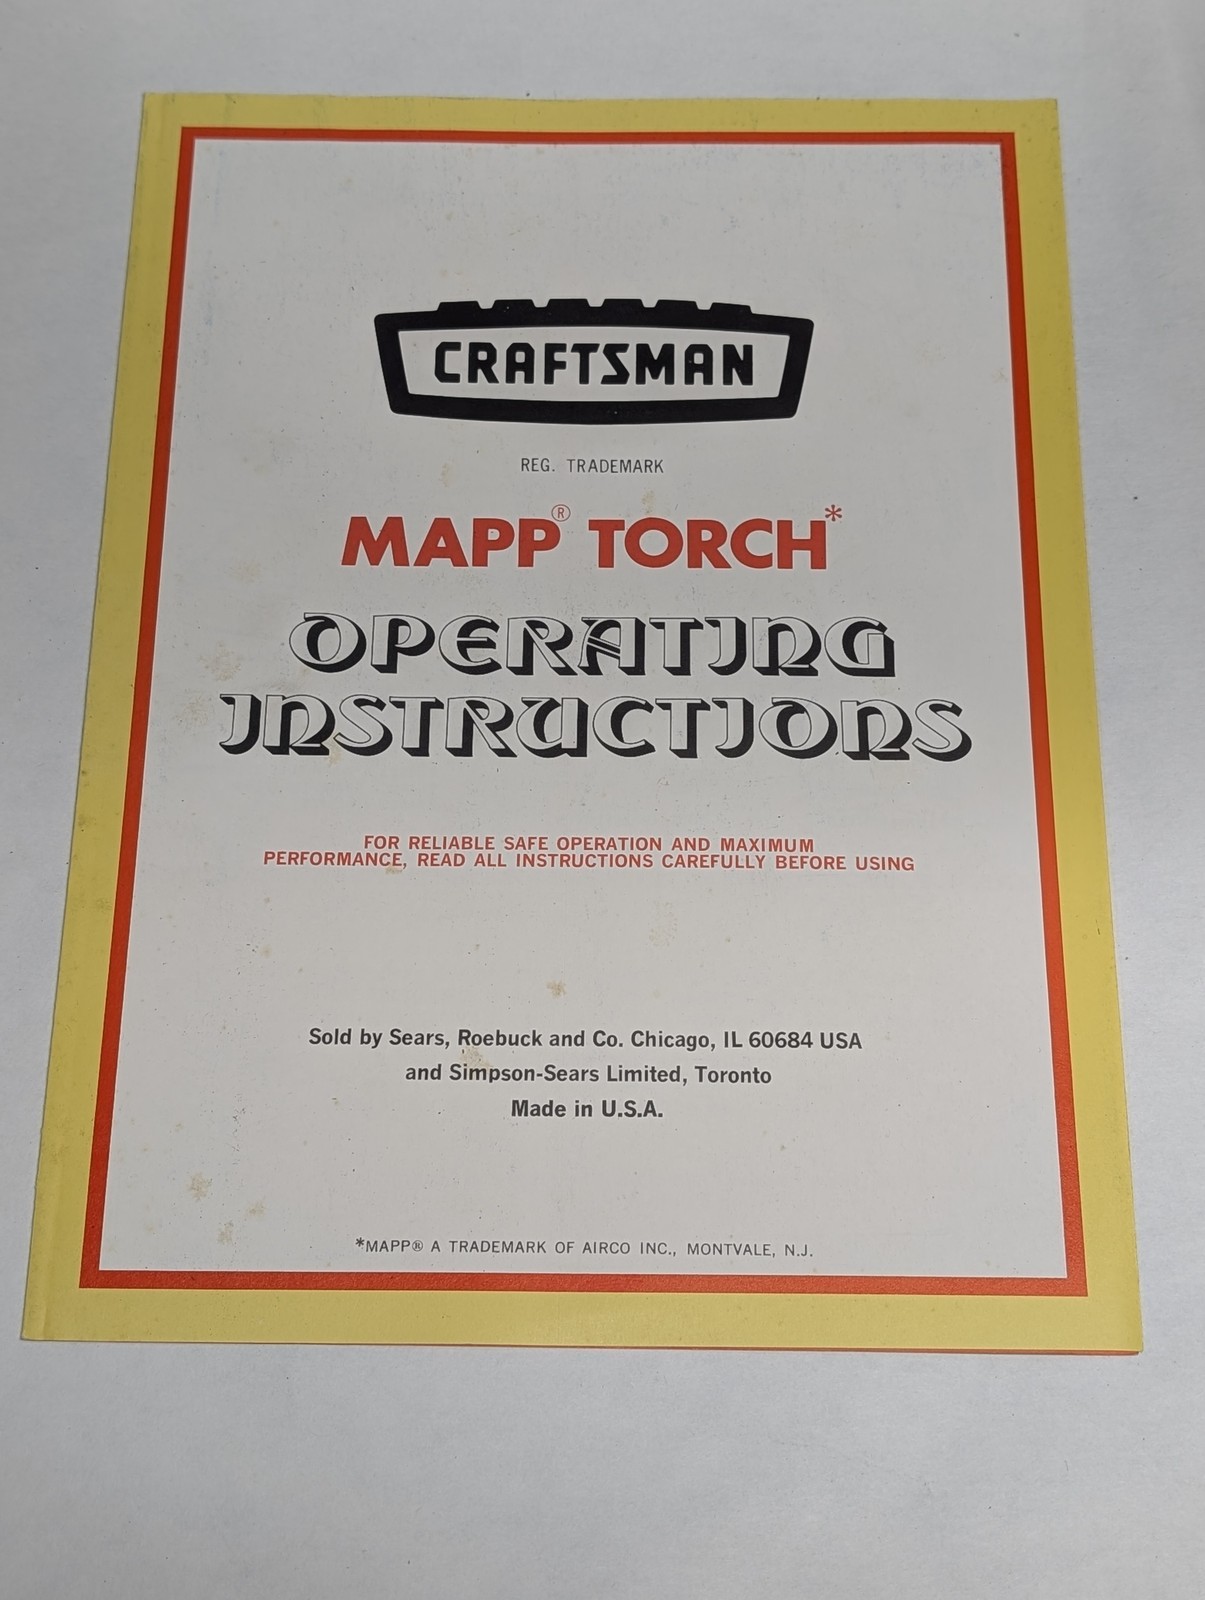 CRAFTSMAN
REG. TRADEMARK
MAPP® TORCH*
OPERATING
INSTRUCTIONS
FOR RELIABLE SAFE OPERATION AND MAXIMUM
PERFORMANCE, READ ALL INSTRUCTIONS CAREFULLY BEFORE USING
Sold by Sears, Roebuck and Co. Chicago, IL 60684 USA
and Simpson-Sears Limited, Toronto
Made in U.S.A.
*MAPP® A TRADEMARK OF AIRCO INC., MONTVALE, N.J.